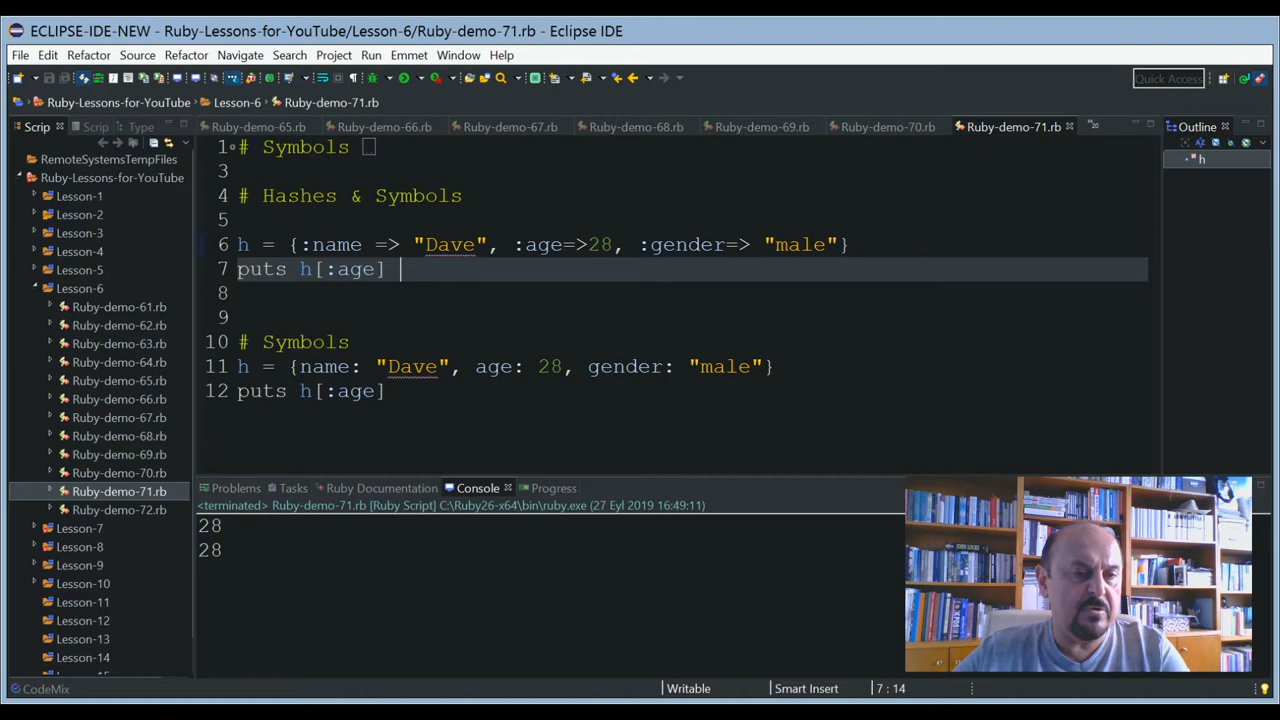 ECLIPSE-IDE-NEW - Ruby-Lessons-for-YouTube/Lesson-6/Ruby-demo-71.rb - Eclipse IDE
File Edit Refactor Source Refactor Navigate Search Project Run Emmet Window Help
Quick Access
Ruby-Lessons-for-YouTube Lesson-6 Ruby-demo-71.rb
Scrip Scrip Type
Ruby-demo-65.rb Ruby-demo-66.rb Ruby-demo-67.rb Ruby-demo-68.rb Ruby-demo-69.rb Ruby-demo-70.rb Ruby-demo-71.rb 20
Outline
h
RemoteSystemsTempFiles
Ruby-Lessons-for-YouTube
Lesson-1
Lesson-2
Lesson-3
Lesson-4
Lesson-5
Lesson-6
Ruby-demo-61.rb
Ruby-demo-62.rb
Ruby-demo-63.rb
Ruby-demo-64.rb
Ruby-demo-65.rb
Ruby-demo-66.rb
Ruby-demo-67.rb
Ruby-demo-68.rb
Ruby-demo-69.rb
Ruby-demo-70.rb
Ruby-demo-71.rb
Ruby-demo-72.rb
Lesson-7
Lesson-8
Lesson-9
Lesson-10
Lesson-11
Lesson-12
Lesson-13
Lesson-14
1 # Symbols
3
4 # Hashes & Symbols
5
6 h = {:name => "Dave", :age=>28, :gender=> "male"}
7 puts h[:age]
8
9
10 # Symbols
11 h = {name: "Dave", age: 28, gender: "male"}
12 puts h[:age]
Problems Tasks Ruby Documentation Console Progress
<terminated> Ruby-demo-71.rb [Ruby Script] C:\Ruby26-x64\bin\ruby.exe (27 Eyl 2019 16:49:11)
28
28
CodeMix
Writable Smart Insert 7 : 14